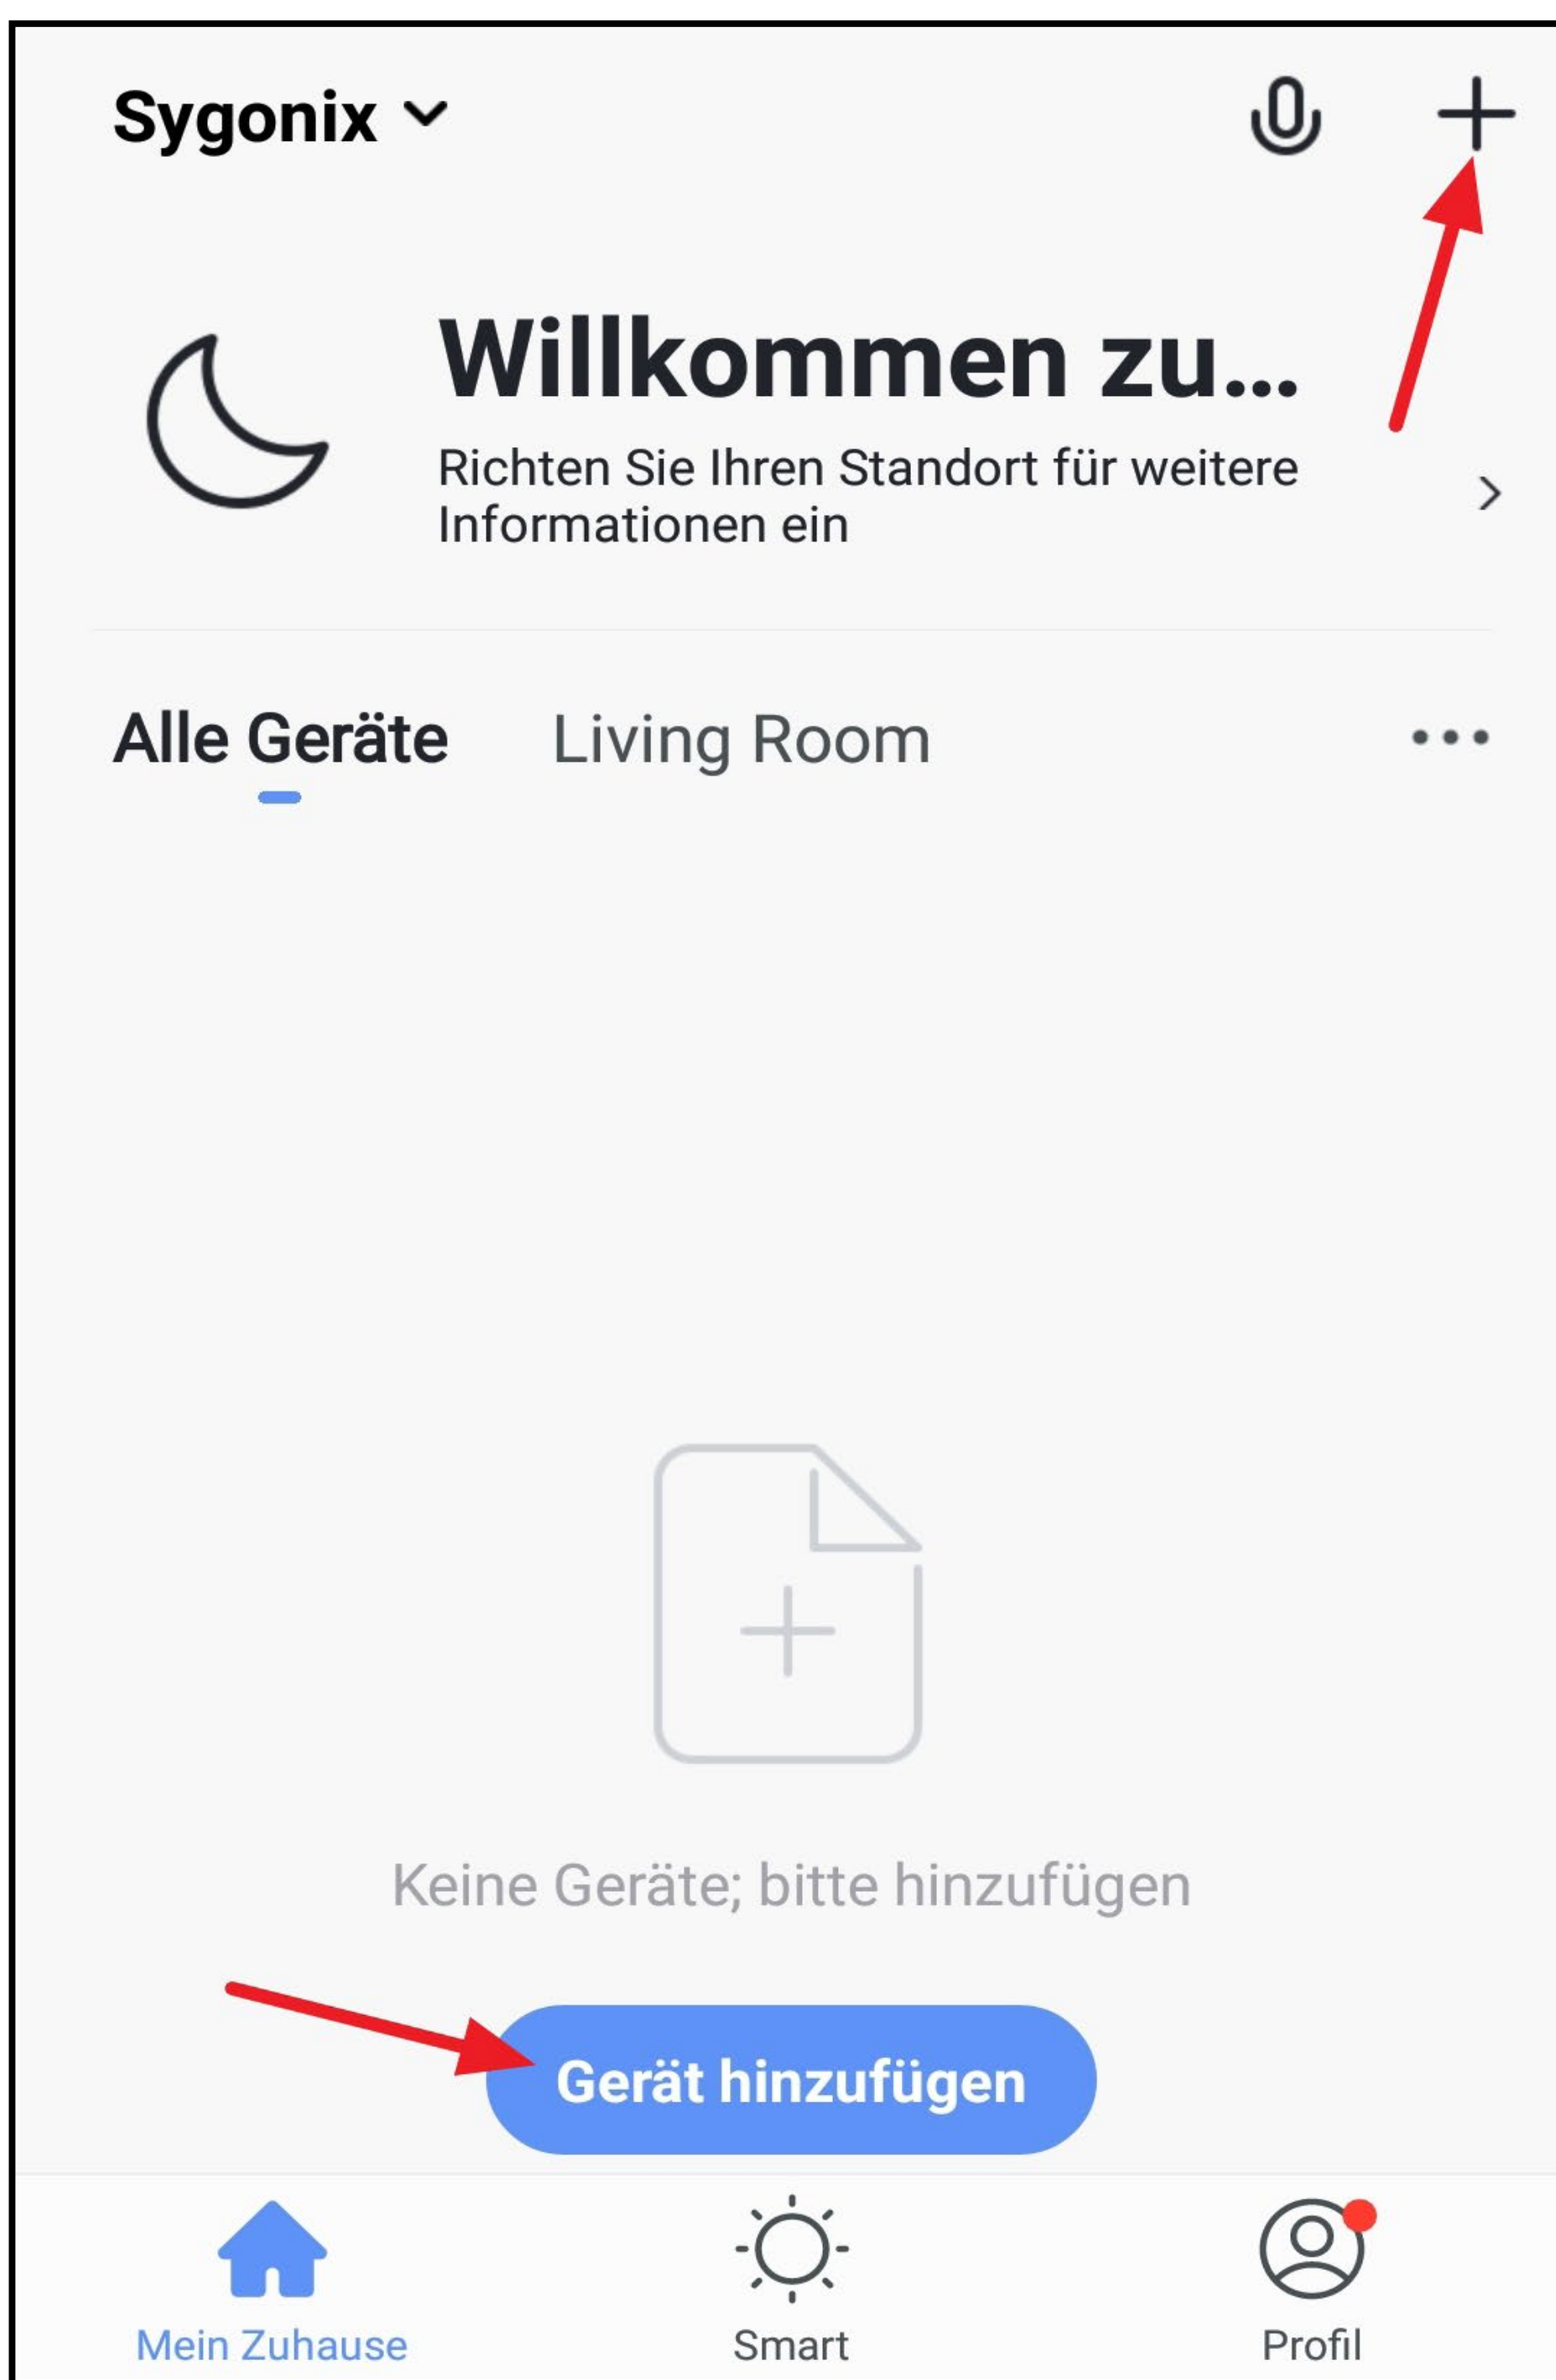 Sygonix
Willkommen zu...
Richten Sie Ihren Standort für weitere
Informationen ein
Alle Geräte
Living Room
Keine Geräte; bitte hinzufügen
Gerät hinzufügen
Mein Zuhause
Smart
Profil